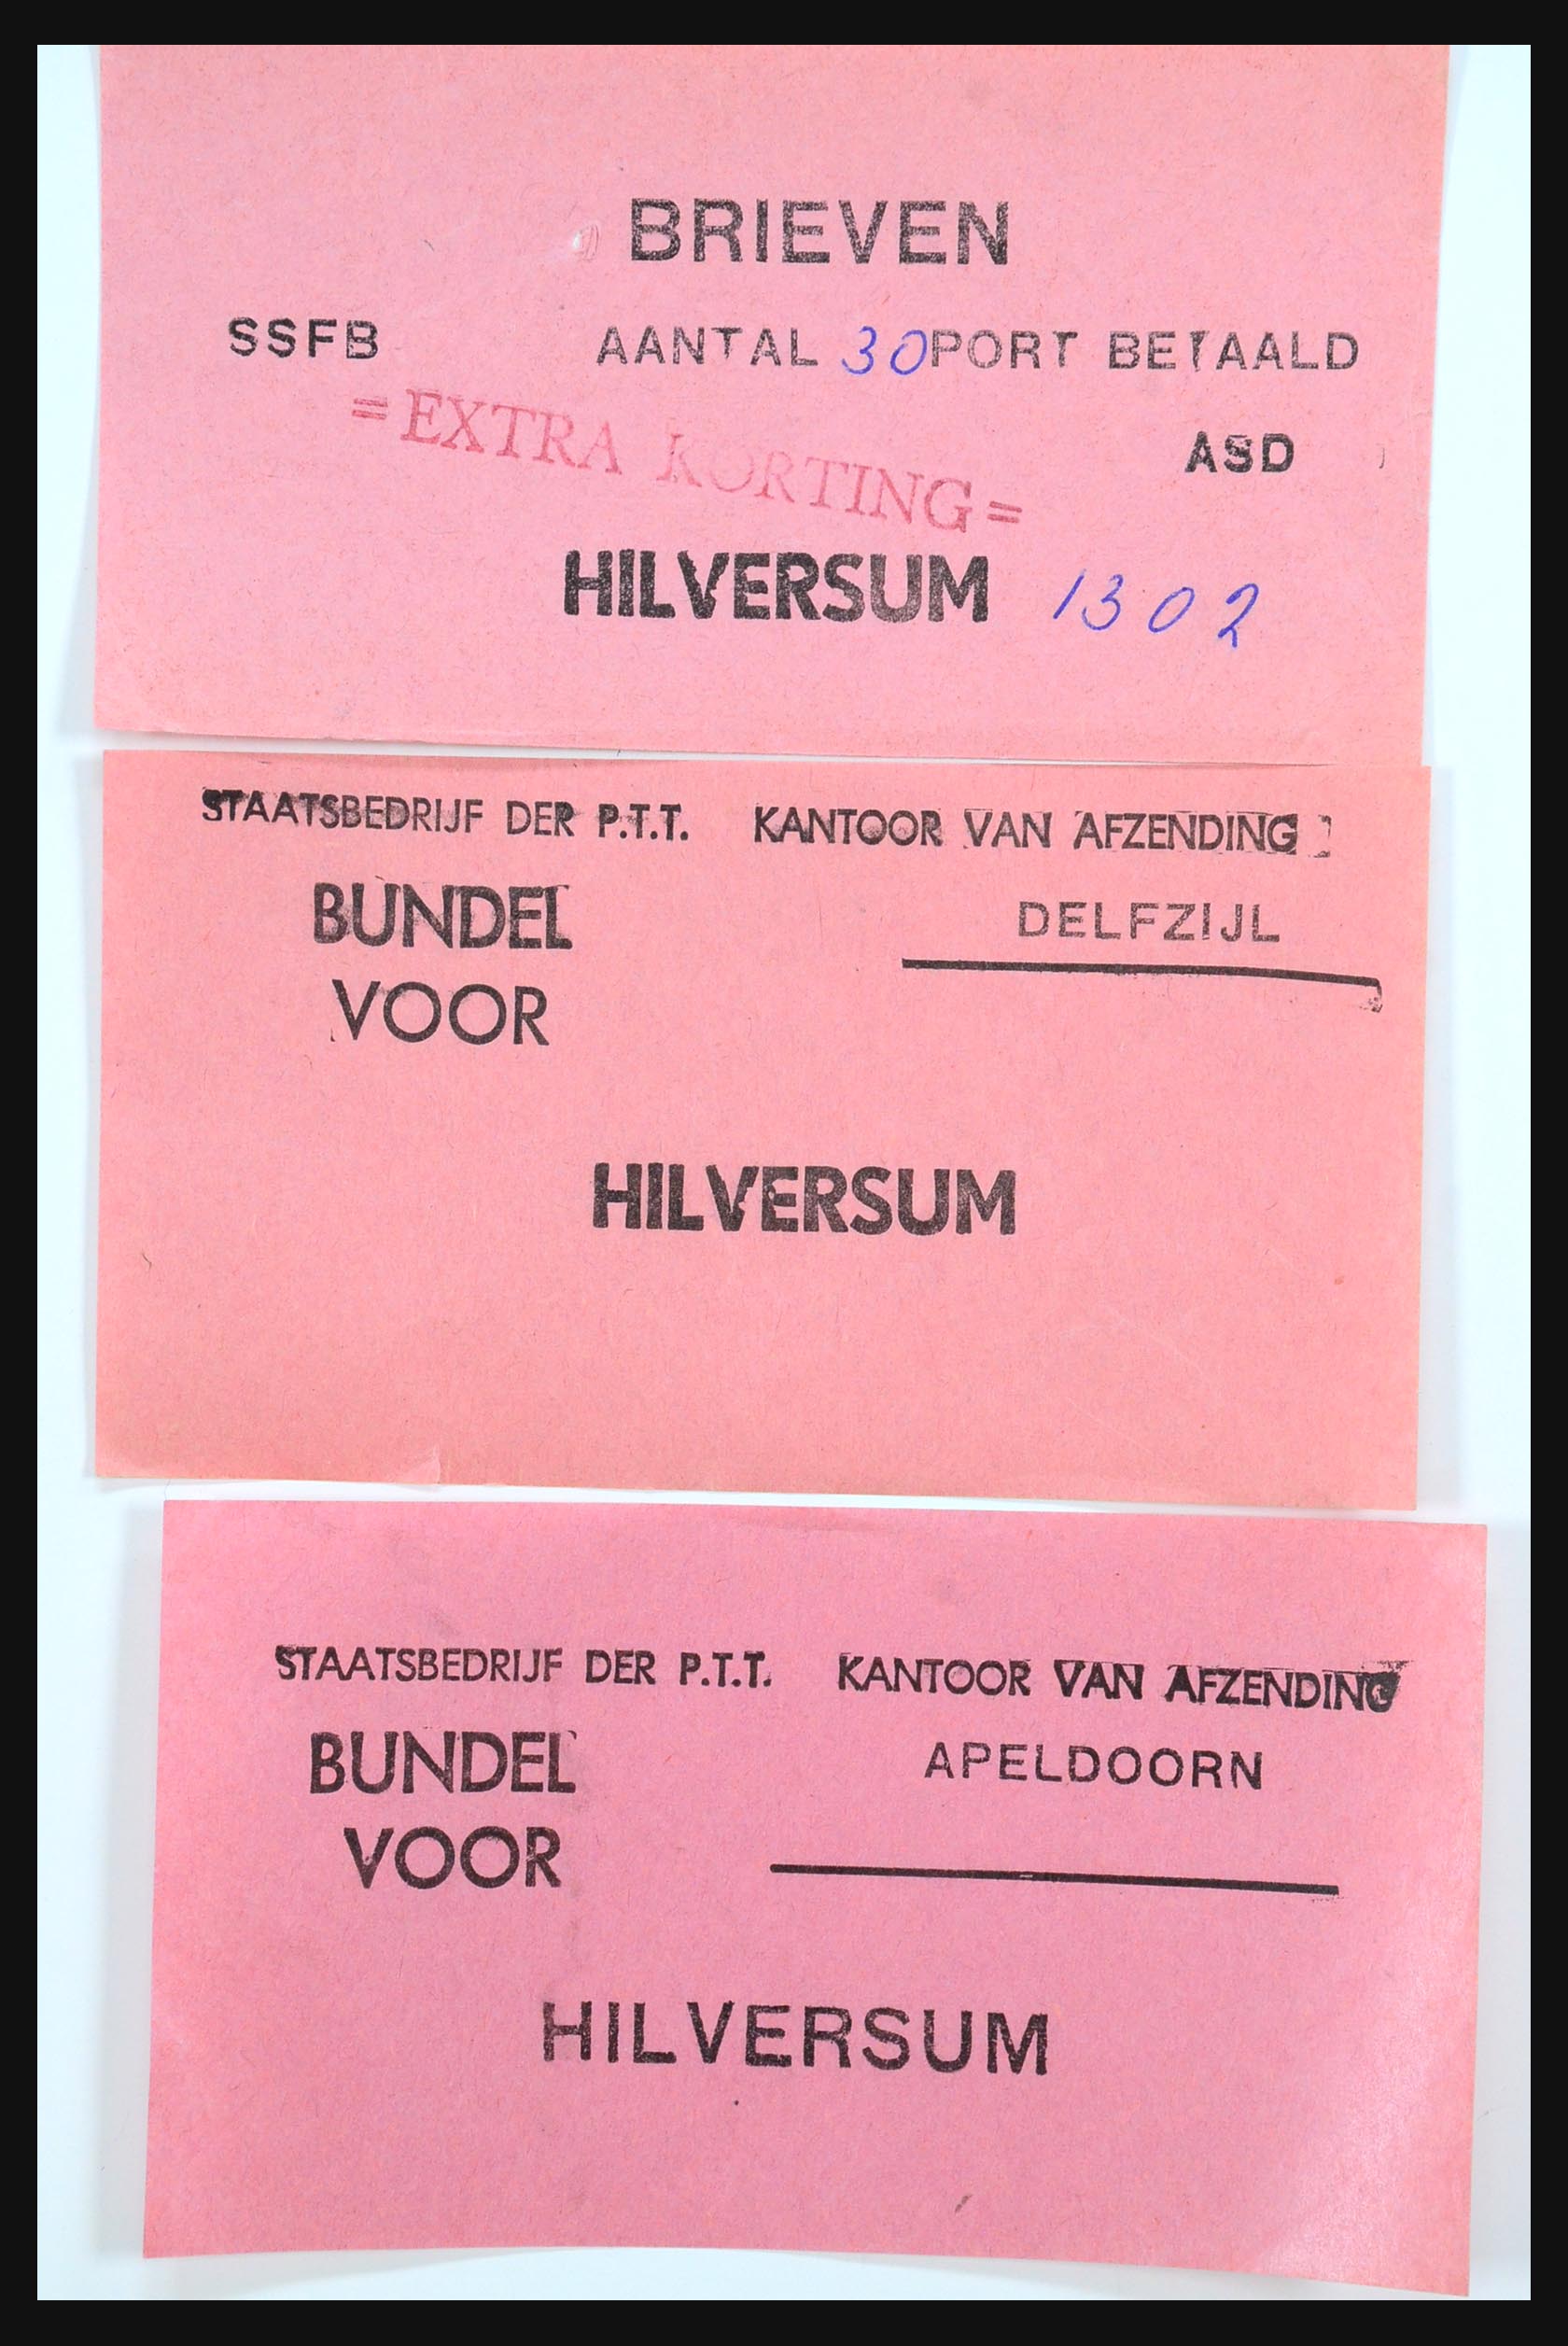 BRIEVEN
SSFB AANTAL 30 PORT BETAALD
= EXTRA KORTING =
ASD
HILVERSUM 1302
STAATSBEDRIJF DER P.T.T. KANTOOR VAN AFZENDING
BUNDEL DELFZIJL
VOOR
HILVERSUM
STAATSBEDRIJF DER P.T.T. KANTOOR VAN AFZENDING
BUNDEL APELDOORN
VOOR
HILVERSUM